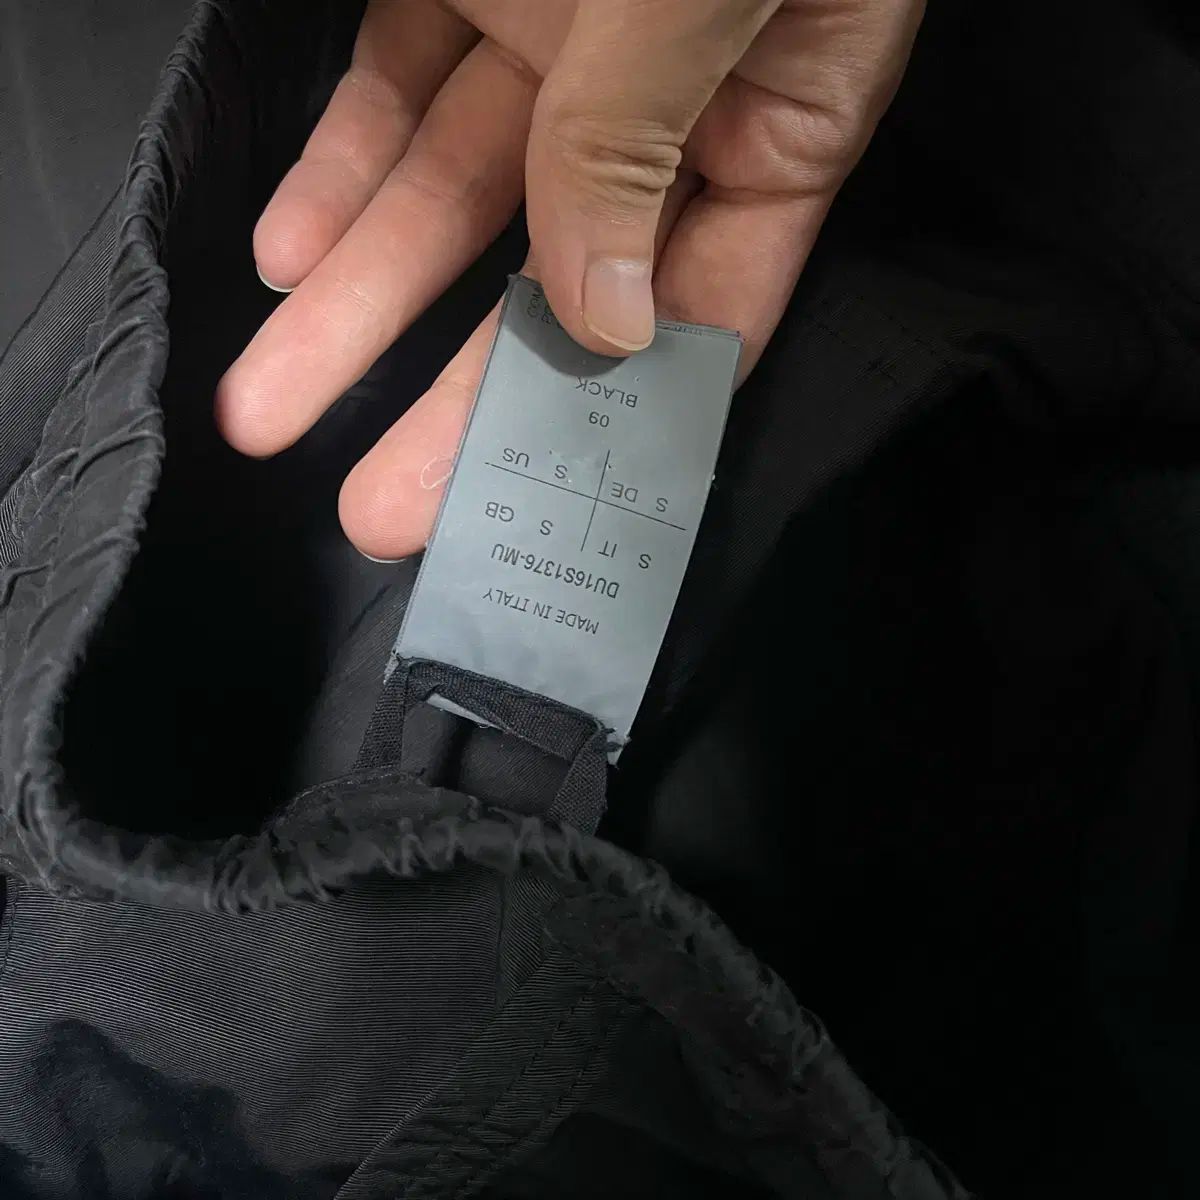 MADE IN ITALY
DU16S1376-MU
S IT S GB
S DE S US
09
BLACK